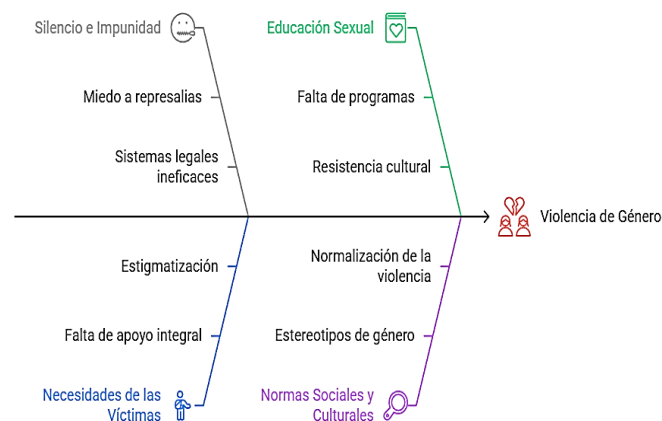 Silencio e Impunidad
Educación Sexual
Miedo a represalias
Falta de programas
Sistemas legales
ineficaces
Resistencia cultural
Violencia de Género
Estigmatización
Normalización de la
violencia
Falta de apoyo integral
Estereotipos de género
Necesidades de las
Víctimas
Normas Sociales y
Culturales